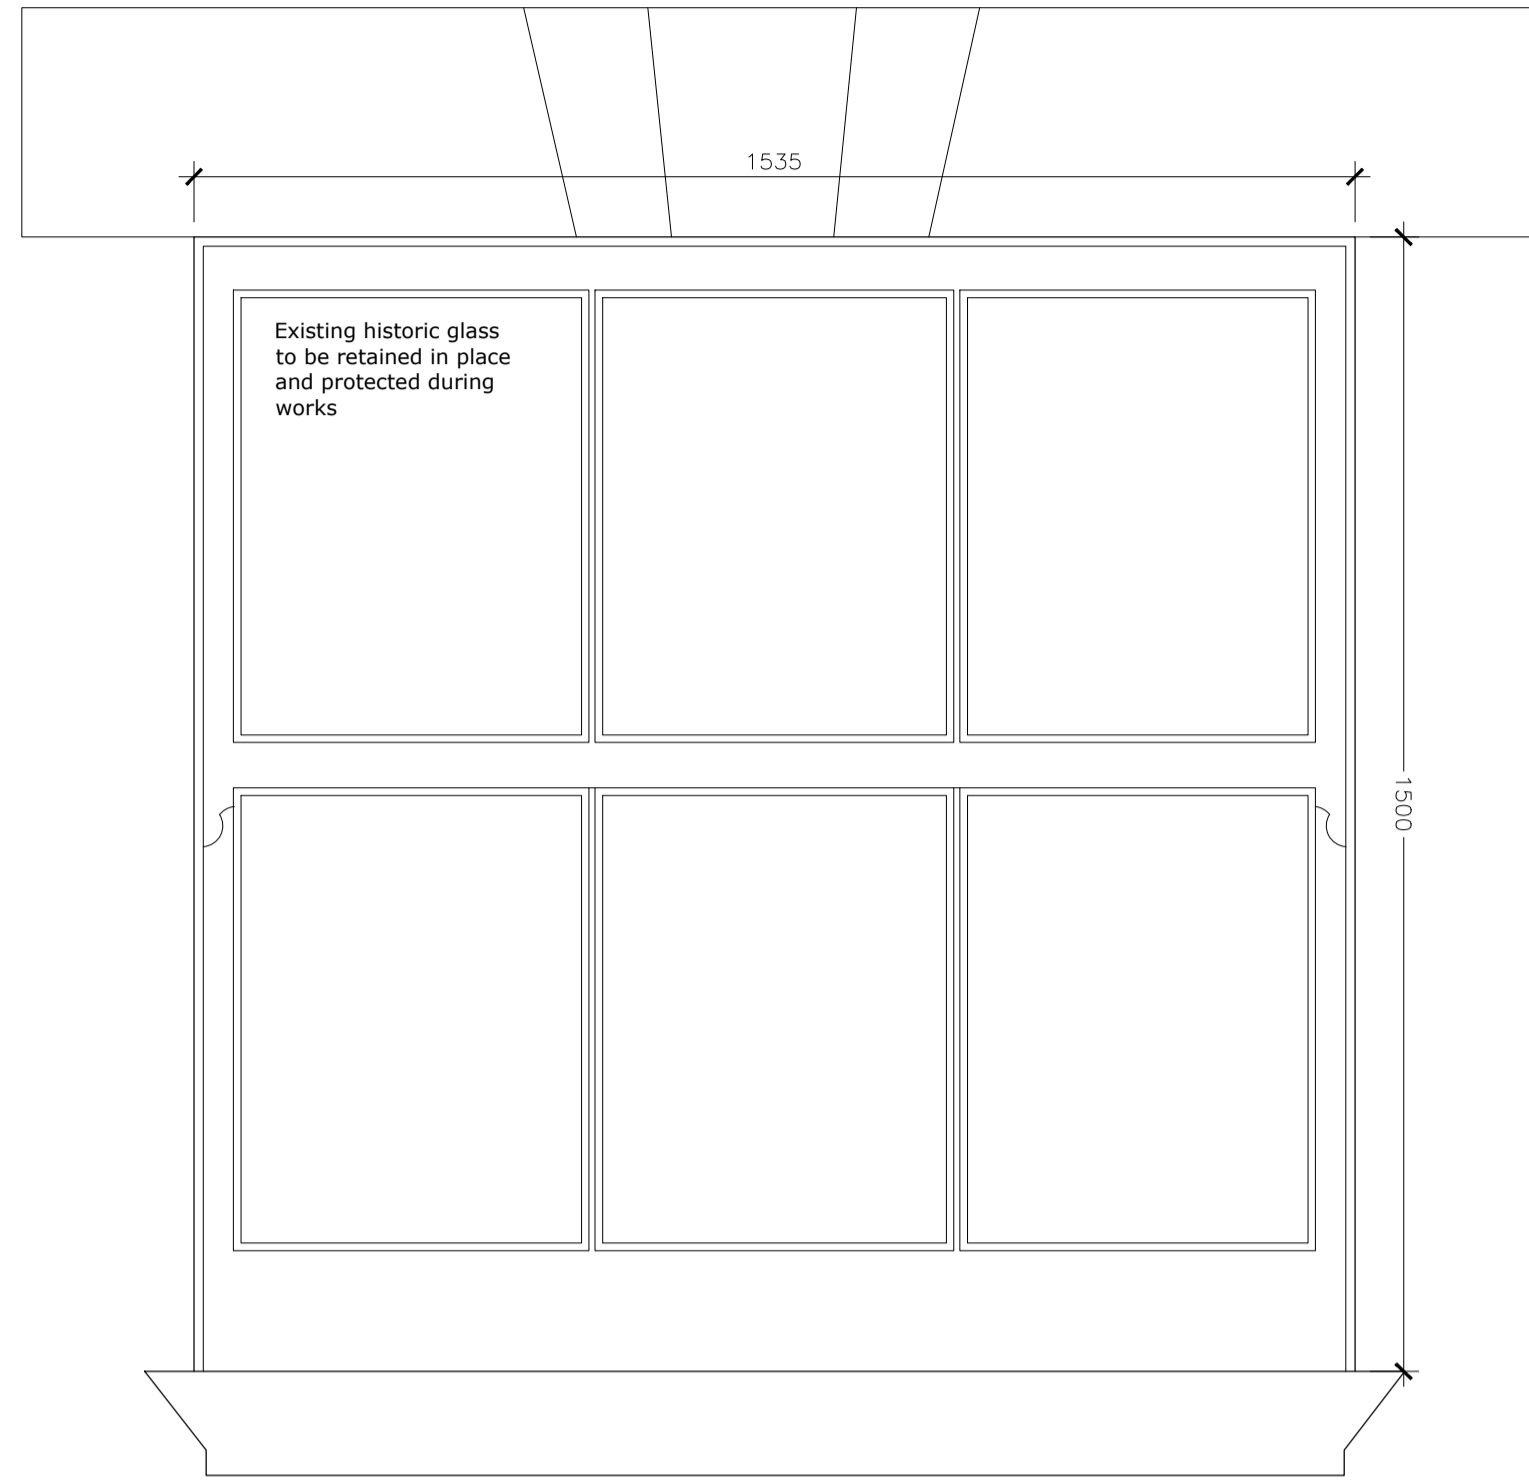 1535
Existing historic glass
to be retained in place
and protected during
works
1500